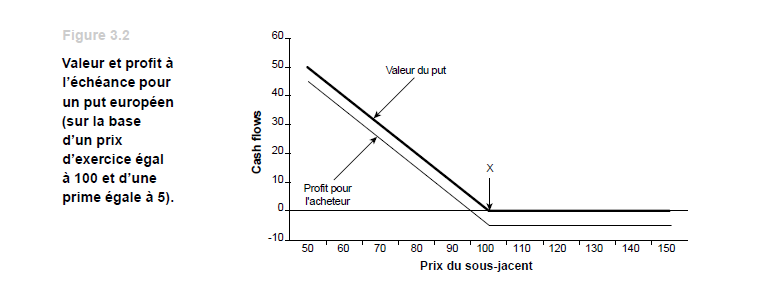 Figure 3.2
Valeur et profit à
l'échéance pour
un put européen
(sur la base
d'un prix
d'exercice égal
à 100 et d'une
prime égale à 5).
60
50
40
30
20
10
0
-10
Cash flows
Valeur du put
Profit pour
l'acheteur
X
50 60 70 80 90 100 110 120 130 140 150
Prix du sous-jacent